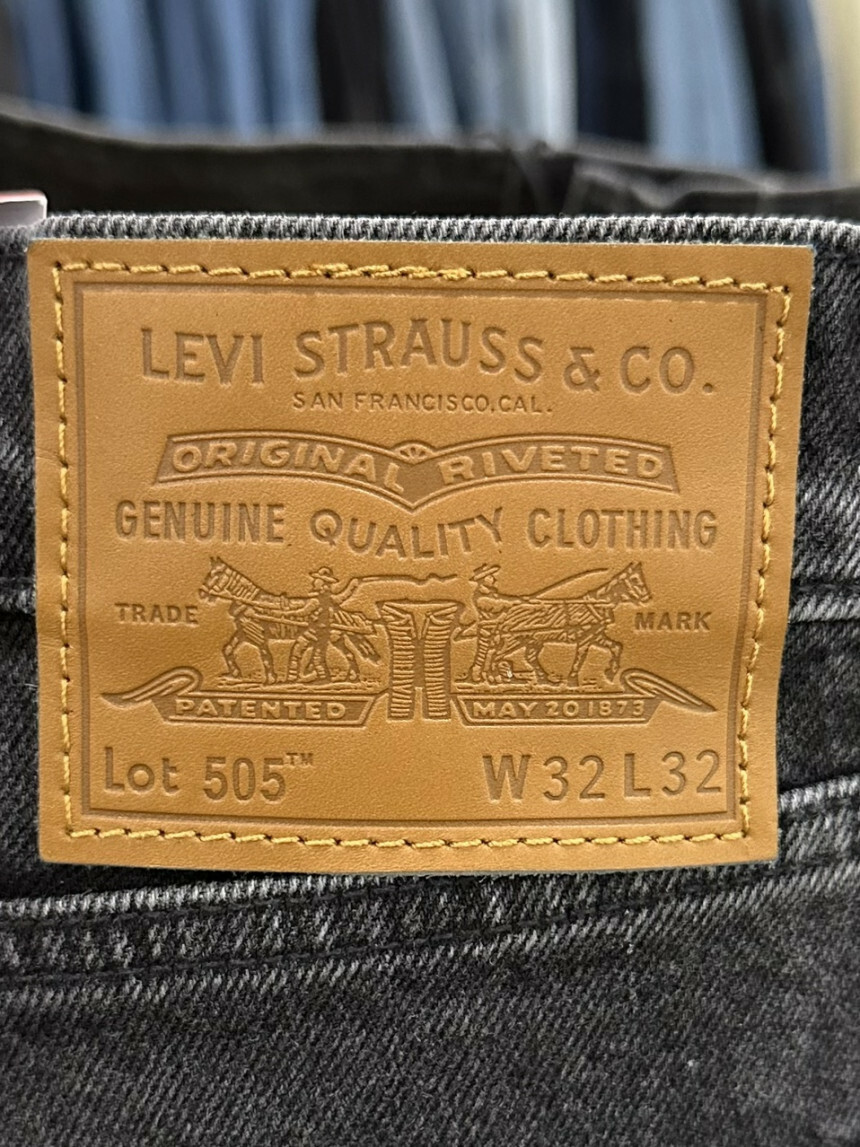 LEVI STRAUSS & CO.
SAN FRANCISCO, CAL.
ORIGINAL RIVETED
GENUINE QUALITY CLOTHING
TRADE MARK
PATENTED MAY 20 1873
Lot 505™ W32 L32